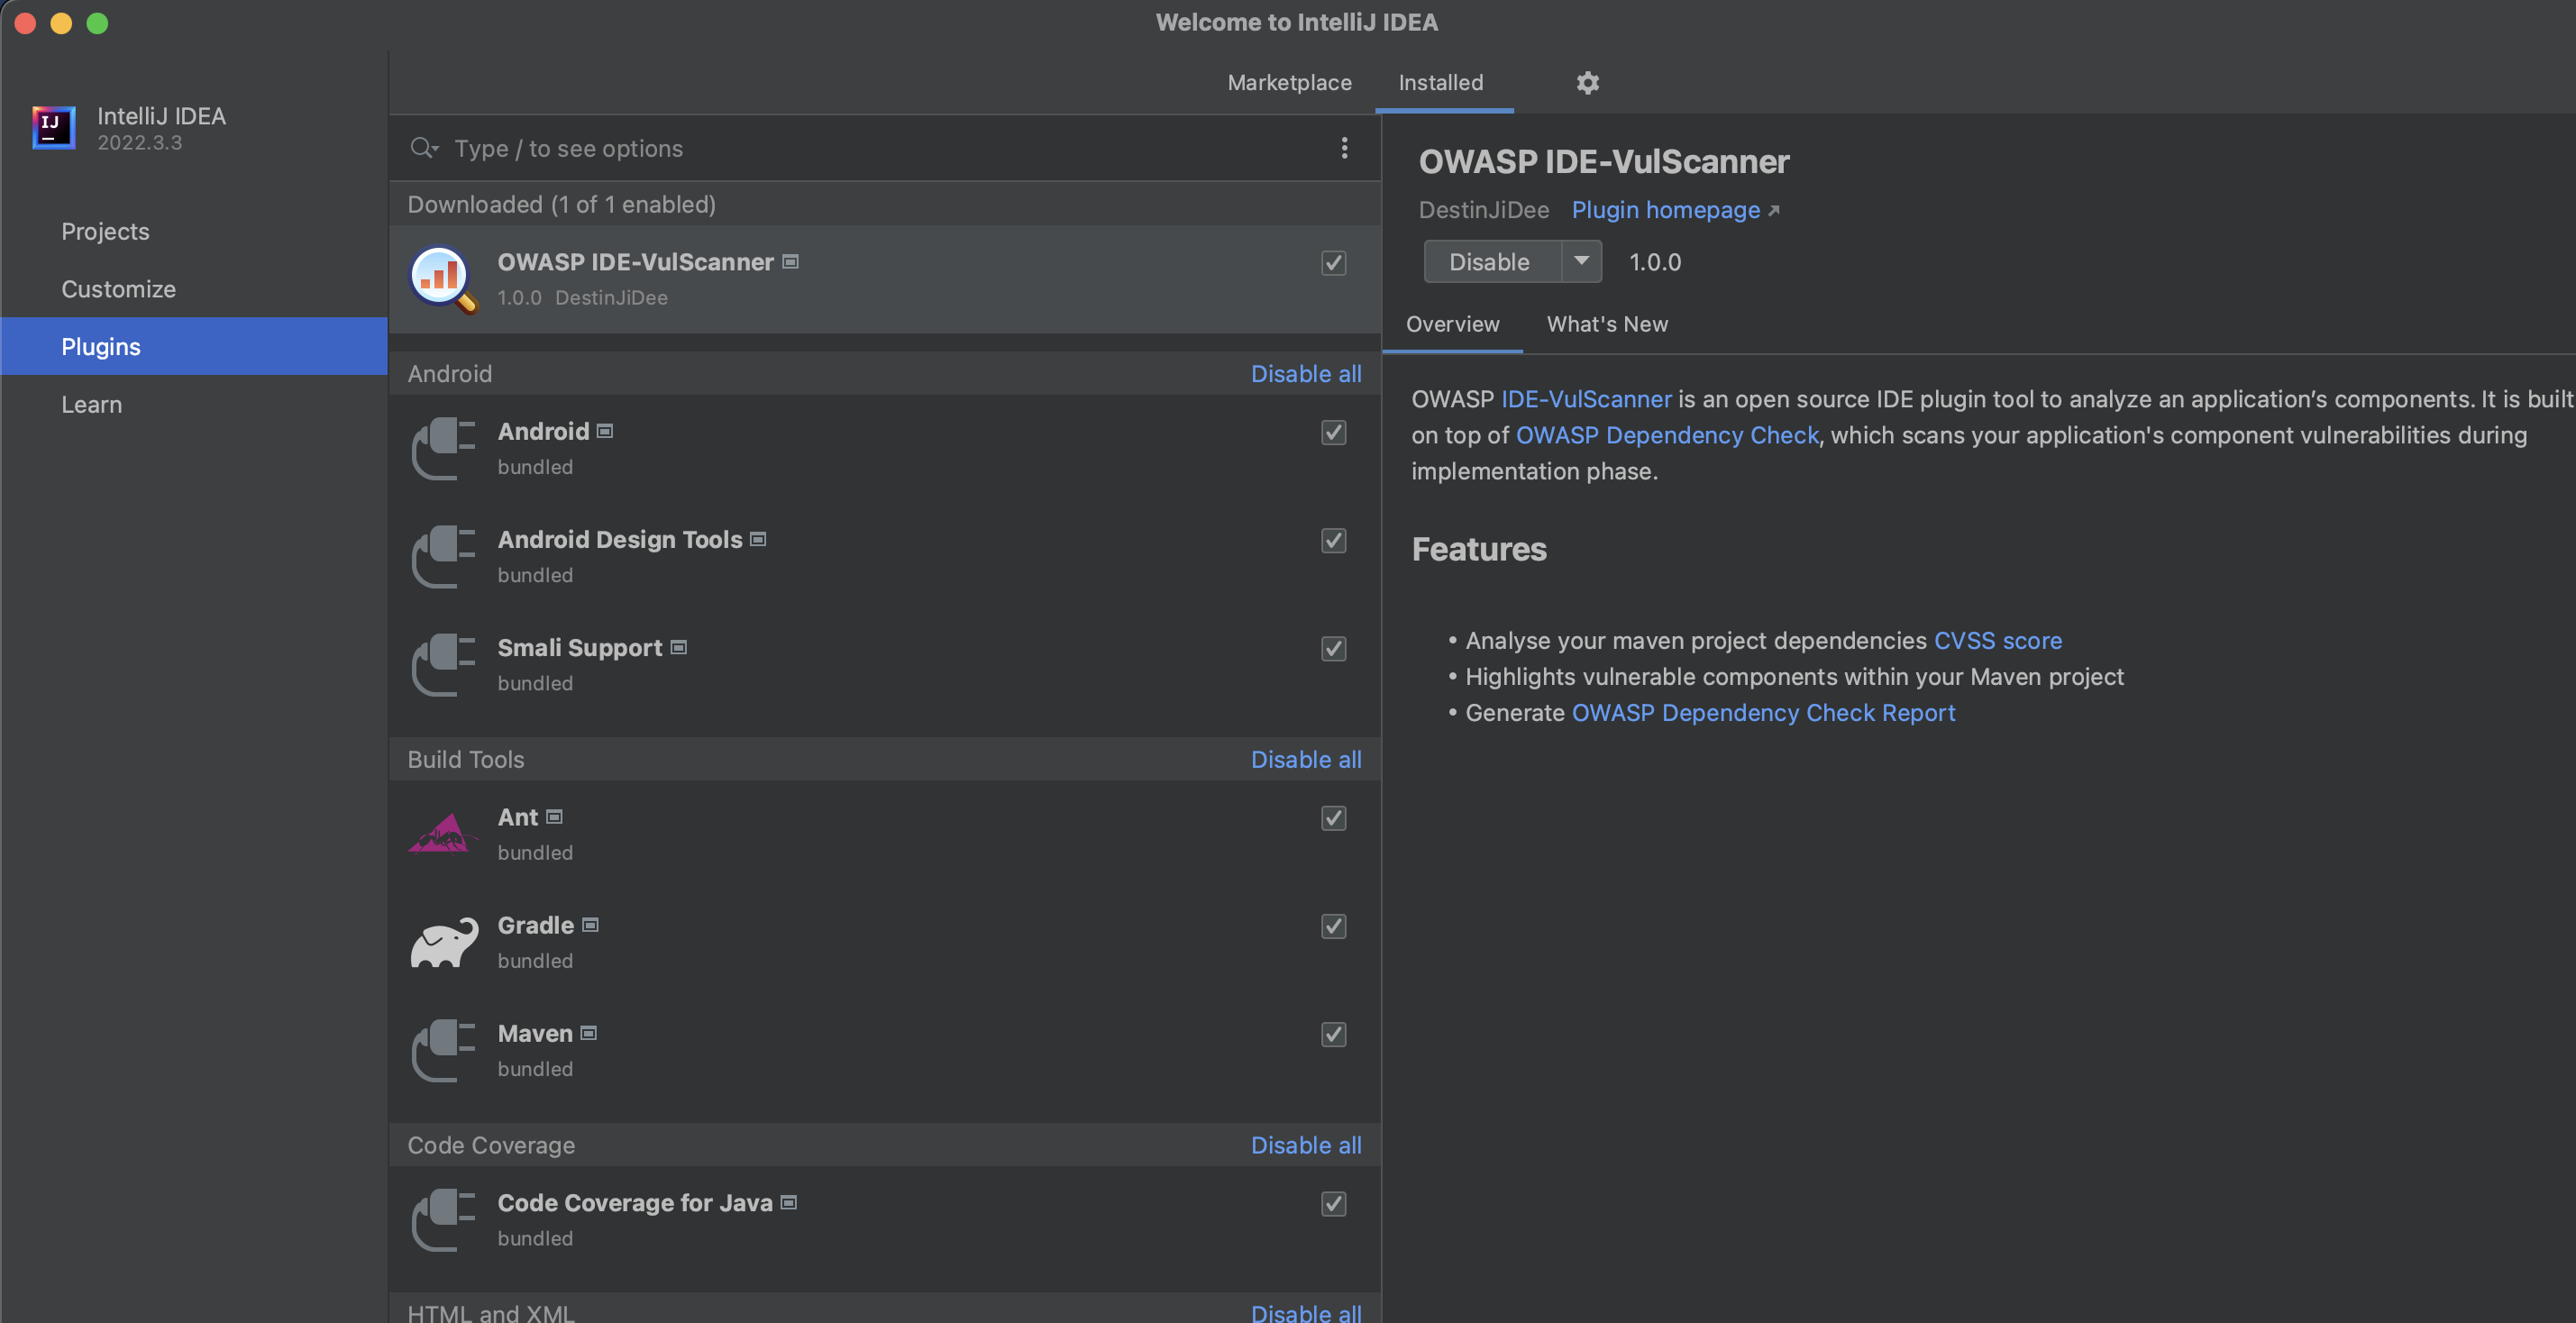 Welcome to IntelliJ IDEA
IJ
IntelliJ IDEA
2022.3.3
Projects
Customize
Plugins
Learn
Marketplace
Installed
Type / to see options
Downloaded (1 of 1 enabled)
OWASP IDE-VulScanner
1.0.0 DestinJiDee
Android
Disable all
Android
bundled
Android Design Tools
bundled
Smali Support
bundled
Build Tools
Disable all
Ant
bundled
Gradle
bundled
Maven
bundled
Code Coverage
Disable all
Code Coverage for Java
bundled
HTML and XML
Disable all
OWASP IDE-VulScanner
DestinJiDee Plugin homepage
Disable
1.0.0
Overview
What's New
OWASP IDE-VulScanner is an open source IDE plugin tool to analyze an application’s components. It is built
on top of OWASP Dependency Check, which scans your application's component vulnerabilities during
implementation phase.
Features
• Analyse your maven project dependencies CVSS score
• Highlights vulnerable components within your Maven project
• Generate OWASP Dependency Check Report